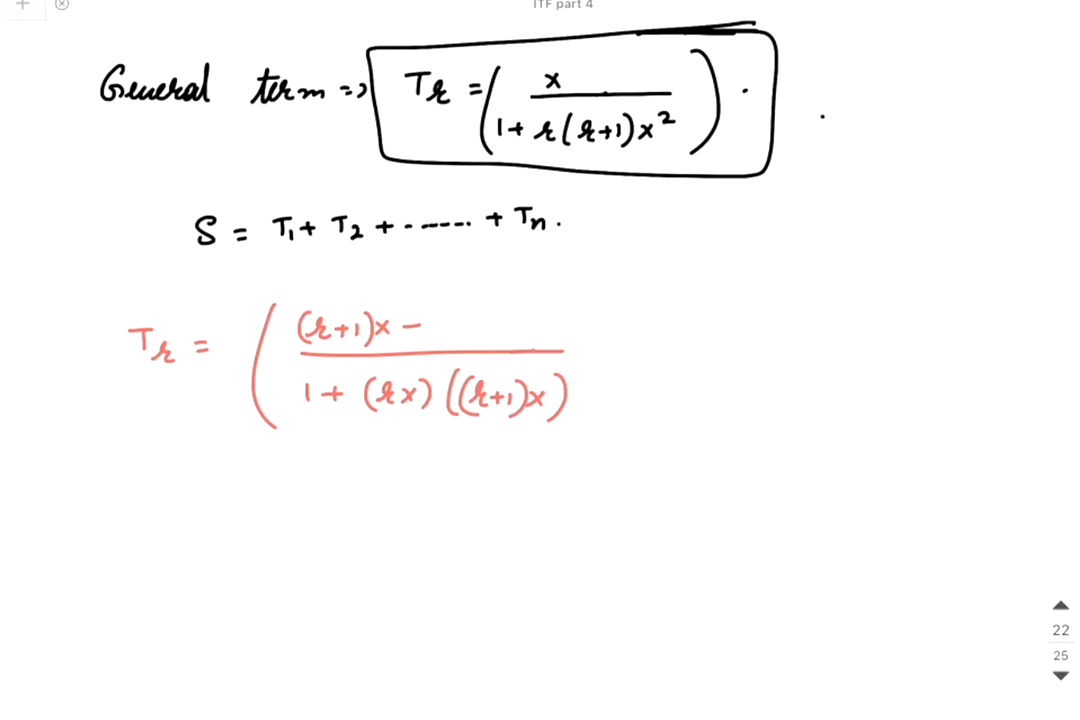 ITF part 4
General term => Tr = ( x / 1 + r(r+1)x² ) .
S = T₁ + T₂ + ....... + Tn .
Tr = ( (r+1)x - / 1 + (rx) ((r+1)x)
22
25